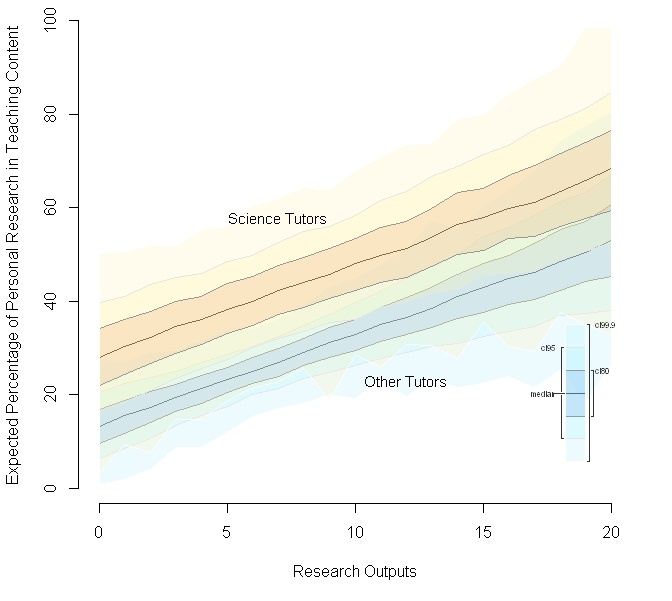 Expected Percentage of Personal Research in Teaching Content
100
80
60
40
20
0
Science Tutors
Other Tutors
ci99.9
ci95
ci80
median
0 5 10 15 20
Research Outputs